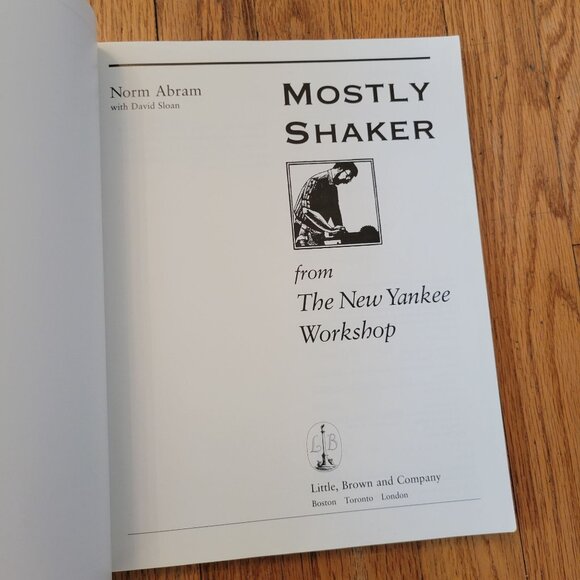 Norm Abram
with David Sloan
MOSTLY
SHAKER
from
The New Yankee
Workshop
L B
Little, Brown and Company
Boston Toronto London